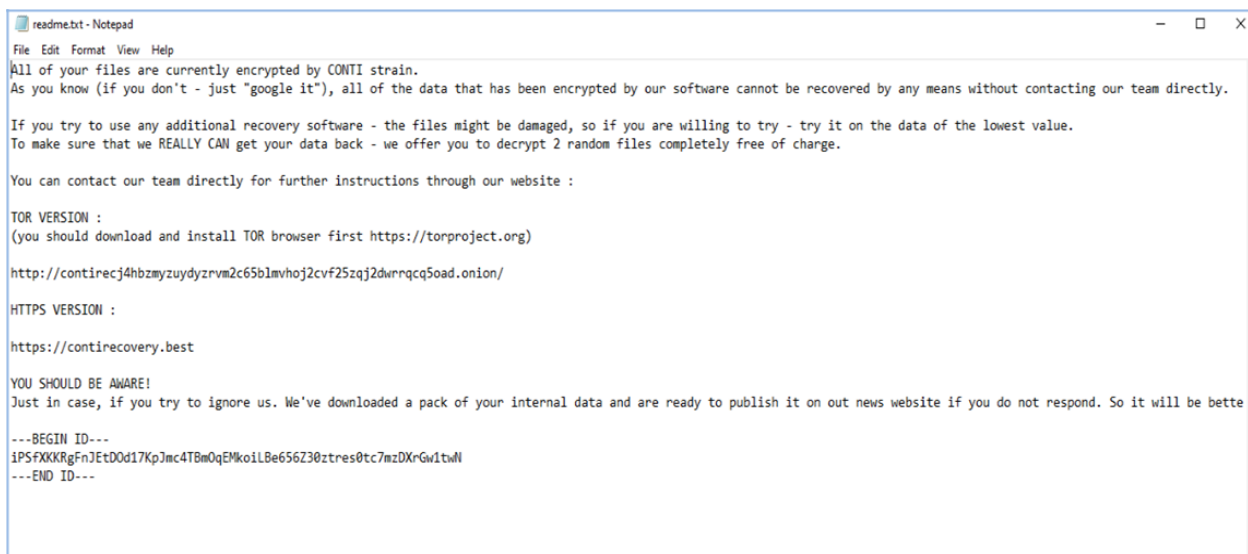 readme.txt - Notepad
File Edit Format View Help
All of your files are currently encrypted by CONTI strain.
As you know (if you don't - just "google it"), all of the data that has been encrypted by our software cannot be recovered by any means without contacting our team directly.
If you try to use any additional recovery software - the files might be damaged, so if you are willing to try - try it on the data of the lowest value.
To make sure that we REALLY CAN get your data back - we offer you to decrypt 2 random files completely free of charge.
You can contact our team directly for further instructions through our website :
TOR VERSION :
(you should download and install TOR browser first https://torproject.org)
http://contirecj4hbzmyzuydyzrvm2c65blmvhoj2cvf25zqj2dwrrqcq5oad.onion/
HTTPS VERSION :
https://contirecovery.best
YOU SHOULD BE AWARE!
Just in case, if you try to ignore us. We've downloaded a pack of your internal data and are ready to publish it on out news website if you do not respond. So it will be bette
---BEGIN ID---
iPSfXKKRgFnJEtDOd17KpJmc4TBmOqEMkoiLBe656Z30ztres0tc7mzDXrGw1twN
---END ID---